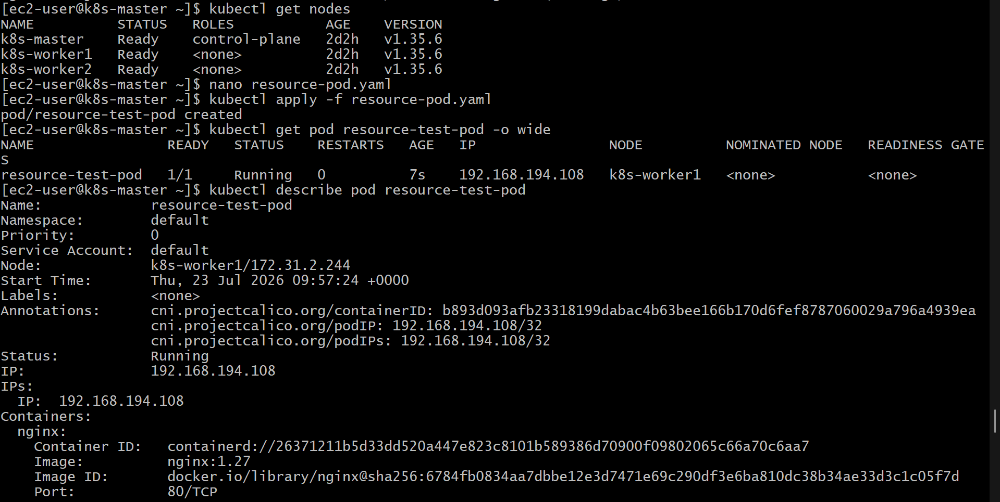 [ec2-user@k8s-master ~]$ kubectl get nodes
NAME          STATUS   ROLES           AGE    VERSION
k8s-master    Ready    control-plane   2d2h   v1.35.6
k8s-worker1   Ready    <none>          2d2h   v1.35.6
k8s-worker2   Ready    <none>          2d2h   v1.35.6
[ec2-user@k8s-master ~]$ nano resource-pod.yaml
[ec2-user@k8s-master ~]$ kubectl apply -f resource-pod.yaml
pod/resource-test-pod created
[ec2-user@k8s-master ~]$ kubectl get pod resource-test-pod -o wide
NAME                READY   STATUS    RESTARTS   AGE   IP                NODE          NOMINATED NODE   READINESS GATE
S
resource-test-pod   1/1     Running   0          7s    192.168.194.108   k8s-worker1   <none>           <none>
[ec2-user@k8s-master ~]$ kubectl describe pod resource-test-pod
Name:             resource-test-pod
Namespace:        default
Priority:         0
Service Account:  default
Node:             k8s-worker1/172.31.2.244
Start Time:       Thu, 23 Jul 2026 09:57:24 +0000
Labels:           <none>
Annotations:      cni.projectcalico.org/containerID: b893d093afb23318199dabac4b63bee166b170d6fef8787060029a796a4939ea
                  cni.projectcalico.org/podIP: 192.168.194.108/32
                  cni.projectcalico.org/podIPs: 192.168.194.108/32
Status:           Running
IP:               192.168.194.108
IPs:
  IP:  192.168.194.108
Containers:
  nginx:
    Container ID:   containerd://26371211b5d33dd520a447e823c8101b589386d70900f09802065c66a70c6aa7
    Image:          nginx:1.27
    Image ID:       docker.io/library/nginx@sha256:6784fb0834aa7dbbe12e3d7471e69c290df3e6ba810dc38b34ae33d3c1c05f7d
    Port:           80/TCP